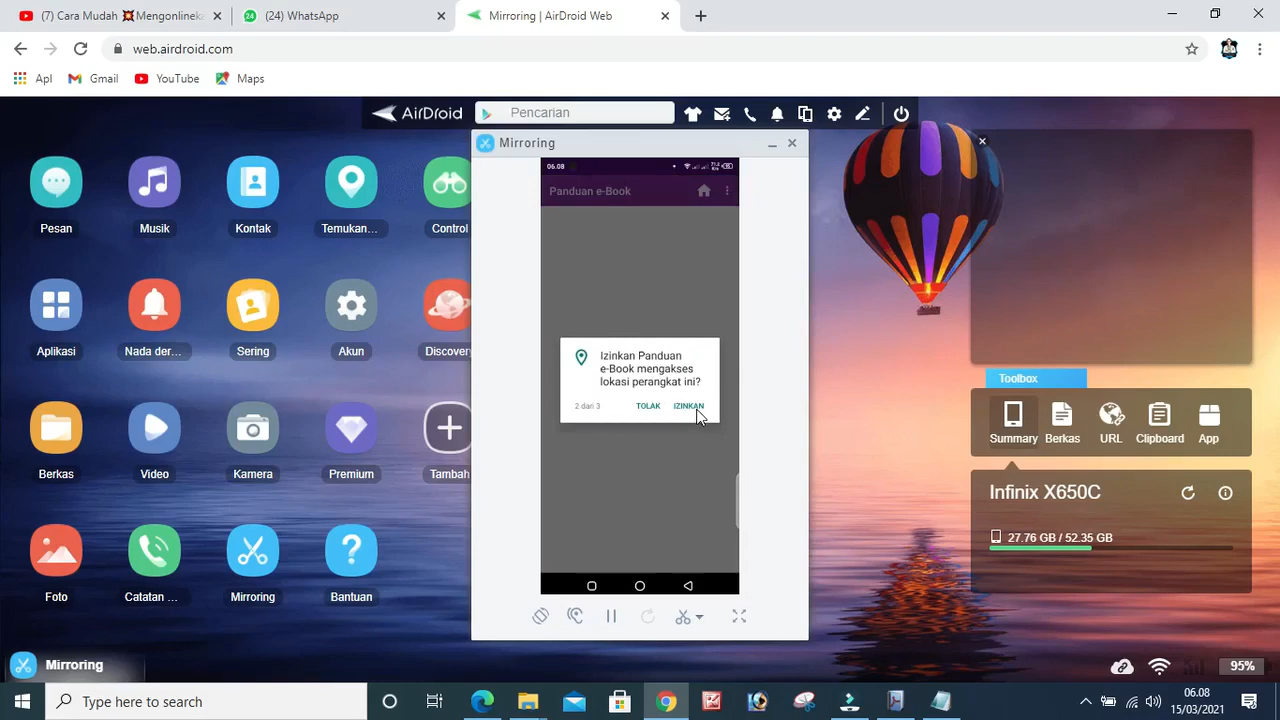 (7) Cara Mudah 💥Mengonlineka
(24) WhatsApp
Mirroring | AirDroid Web
web.airdroid.com
Apl
Gmail
YouTube
Maps
AirDroid
Pencarian
Mirroring
06.08
Panduan e-Book
Izinkan Panduan
e-Book mengakses
lokasi perangkat ini?
2 dari 3
TOLAK
IZINKAN
Pesan
Musik
Kontak
Temukan...
Control
Aplikasi
Nada der...
Sering
Akun
Discovery
Berkas
Video
Kamera
Premium
Tambah
Foto
Catatan ...
Mirroring
Bantuan
Toolbox
Summary
Berkas
URL
Clipboard
App
Infinix X650C
27.76 GB / 52.35 GB
Mirroring
95%
Type here to search
06.08
15/03/2021